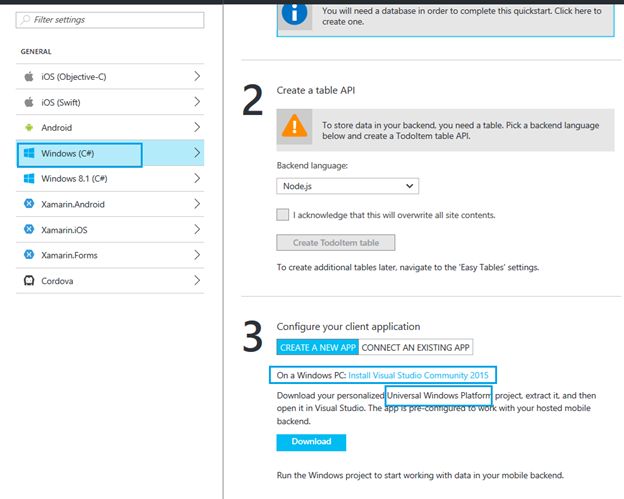 Filter settings
GENERAL
iOS (Objective-C)
iOS (Swift)
Android
Windows (C#)
Windows 8.1 (C#)
Xamarin.Android
Xamarin.iOS
Xamarin.Forms
Cordova
You will need a database in order to complete this quickstart. Click here to
create one.
2
Create a table API
To store data in your backend, you need a table. Pick a backend language
below and create a TodoItem table API.
Backend language:
Node.js
I acknowledge that this will overwrite all site contents.
Create TodoItem table
To create additional tables later, navigate to the 'Easy Tables' settings.
3
Configure your client application
CREATE A NEW APP CONNECT AN EXISTING APP
On a Windows PC: Install Visual Studio Community 2015
Download your personalized Universal Windows Platform project, extract it, and then
open it in Visual Studio. The app is pre-configured to work with your hosted mobile
backend.
Download
Run the Windows project to start working with data in your mobile backend.